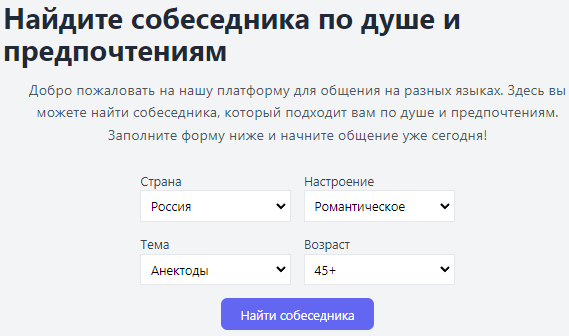 Найдите собеседника по душе и
предпочтениям
Добро пожаловать на нашу платформу для общения на разных языках. Здесь вы
можете найти собеседника, который подходит вам по душе и предпочтениям.
Заполните форму ниже и начните общение уже сегодня!
Страна Настроение
Россия Романтическое
Тема Возраст
Анектоды 45+
Найти собеседника